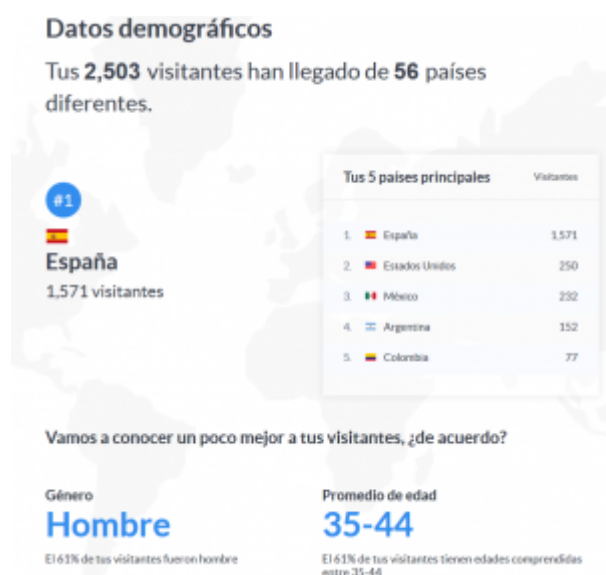 Datos demográficos
Tus 2,503 visitantes han llegado de 56 países
diferentes.
#1
España
1,571 visitantes
Tus 5 países principales Visitantes
1. España 1,571
2. Estados Unidos 250
3. México 232
4. Argentina 152
5. Colombia 77
Vamos a conocer un poco mejor a tus visitantes, ¿de acuerdo?
Género
Hombre
El 61% de tus visitantes fueron hombre
Promedio de edad
35-44
El 61% de tus visitantes tienen edades comprendidas
entre 35-44